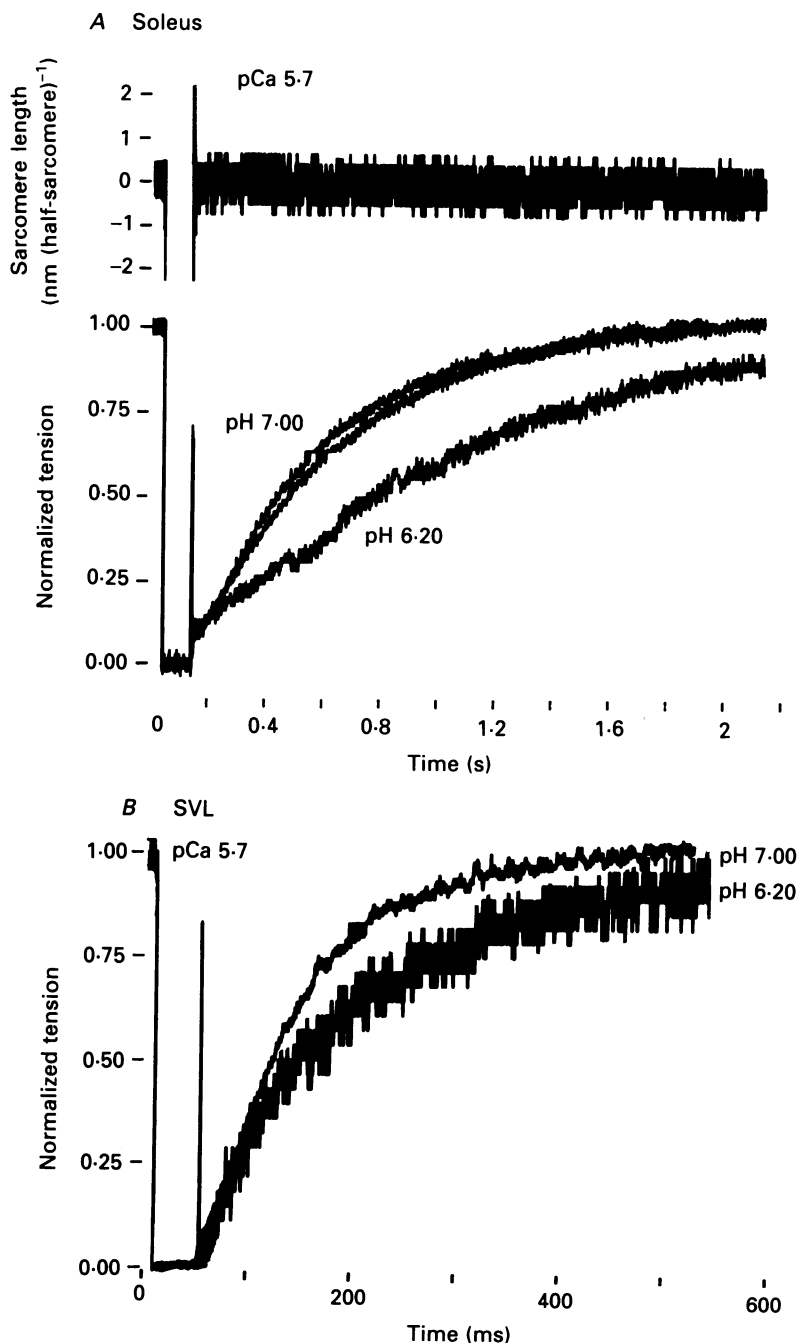 A Soleus
pCa 5·7
Sarcomere length
(nm (half-sarcomere)⁻¹)
2
1
0
−1
−2
Normalized tension
1·00
0·75
0·50
0·25
0·00
pH 7·00
pH 6·20
0 0·4 0·8 1·2 1·6 2
Time (s)
B SVL
pCa 5·7
Normalized tension
1·00
0·75
0·50
0·25
0·00
pH 7·00
pH 6·20
0 200 400 600
Time (ms)